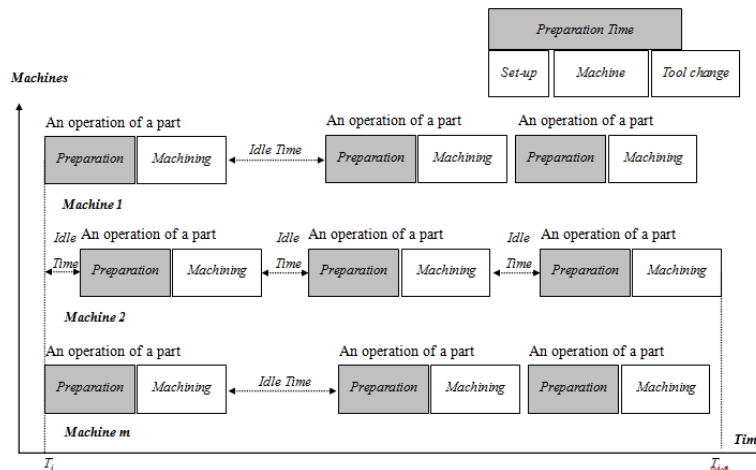 Preparation Time
Set-up Machine Tool change
Machines
An operation of a part An operation of a part An operation of a part
Preparation Machining Idle Time Preparation Machining Preparation Machining
Machine 1
Idle An operation of a part Idle An operation of a part Idle An operation of a part
Time Preparation Machining Time Preparation Machining Time Preparation Machining
Machine 2
An operation of a part An operation of a part An operation of a part
Preparation Machining Idle Time Preparation Machining Preparation Machining
Machine m
Tim